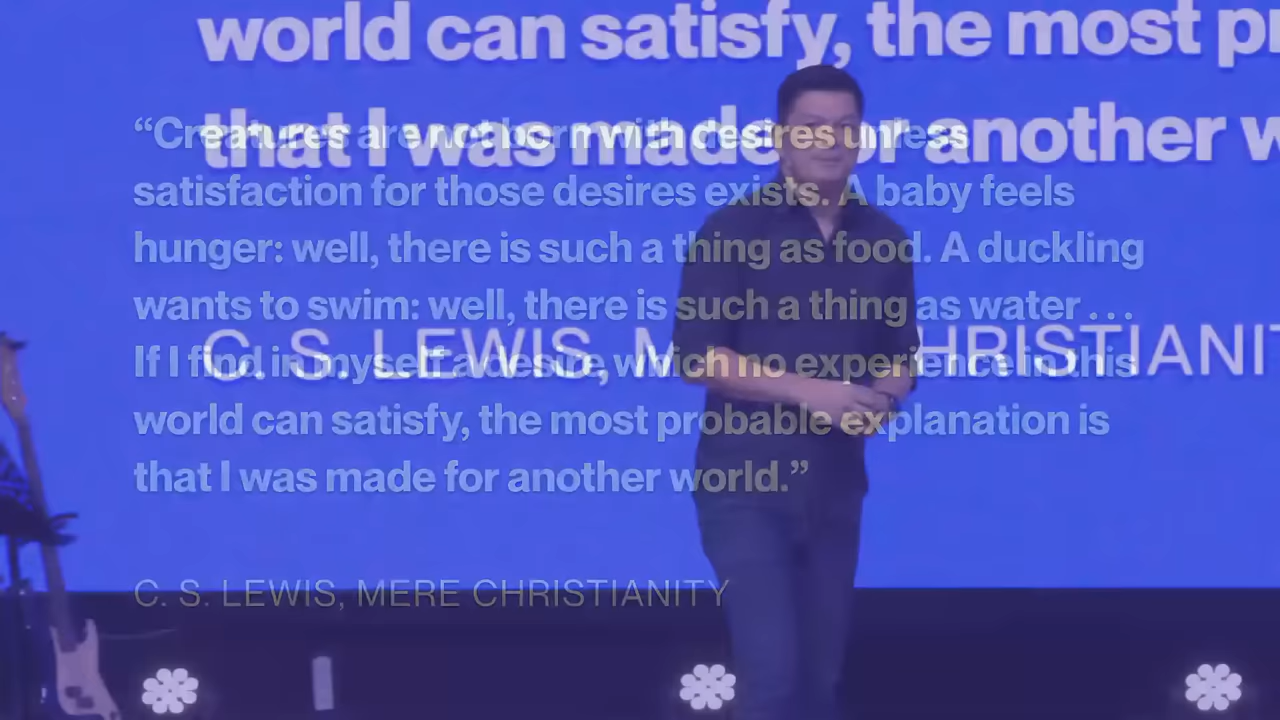 world can satisfy, the most
that I was made for another
C. S. LEWIS, CHRISTIANIT
“Creatures are not born with desires unless
satisfaction for those desires exists. A baby feels
hunger: well, there is such a thing as food. A duckling
wants to swim: well, there is such a thing as water . . .
If I find in myself a desire which no experience in this
world can satisfy, the most probable explanation is
that I was made for another world.”
C. S. LEWIS, MERE CHRISTIANITY